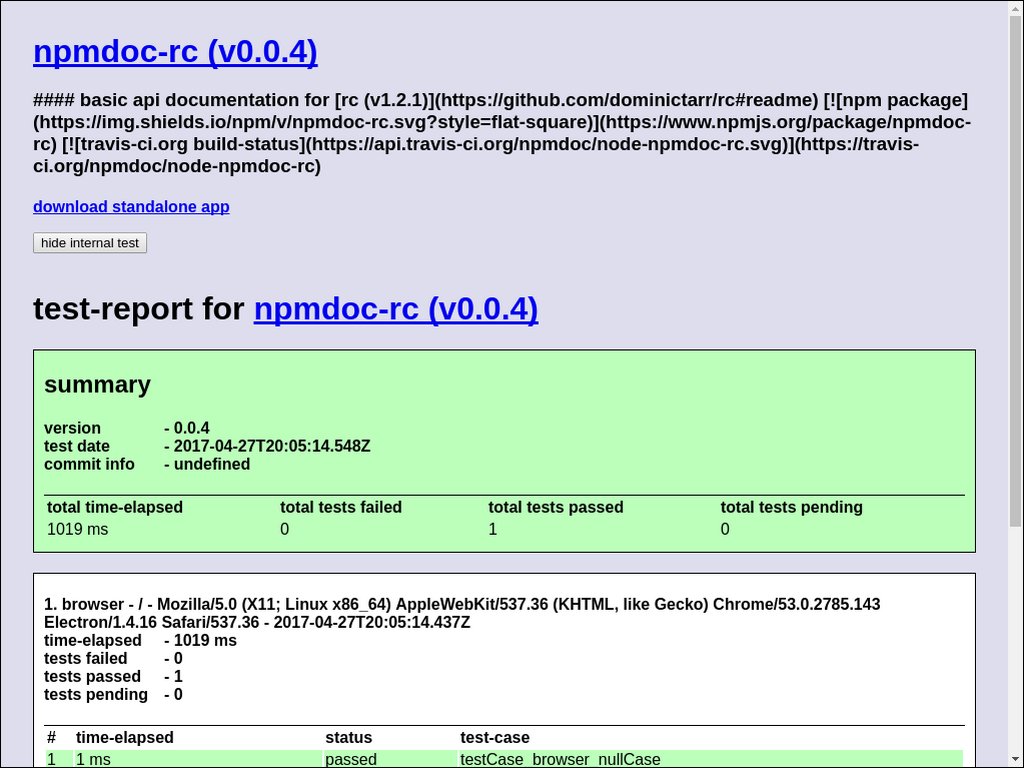 npmdoc-rc (v0.0.4)
#### basic api documentation for [rc (v1.2.1)](https://github.com/dominictarr/rc#readme) [![npm package]
(https://img.shields.io/npm/v/npmdoc-rc.svg?style=flat-square)](https://www.npmjs.org/package/npmdoc-
rc) [![travis-ci.org build-status](https://api.travis-ci.org/npmdoc/node-npmdoc-rc.svg)](https://travis-
ci.org/npmdoc/node-npmdoc-rc)
download standalone app
hide internal test
test-report for npmdoc-rc (v0.0.4)
summary
version - 0.0.4
test date - 2017-04-27T20:05:14.548Z
commit info - undefined
total time-elapsed total tests failed total tests passed total tests pending
1019 ms 0 1 0
1. browser - / - Mozilla/5.0 (X11; Linux x86_64) AppleWebKit/537.36 (KHTML, like Gecko) Chrome/53.0.2785.143
Electron/1.4.16 Safari/537.36 - 2017-04-27T20:05:14.437Z
time-elapsed - 1019 ms
tests failed - 0
tests passed - 1
tests pending - 0
# time-elapsed status test-case
1 1 ms passed testCase_browser_nullCase